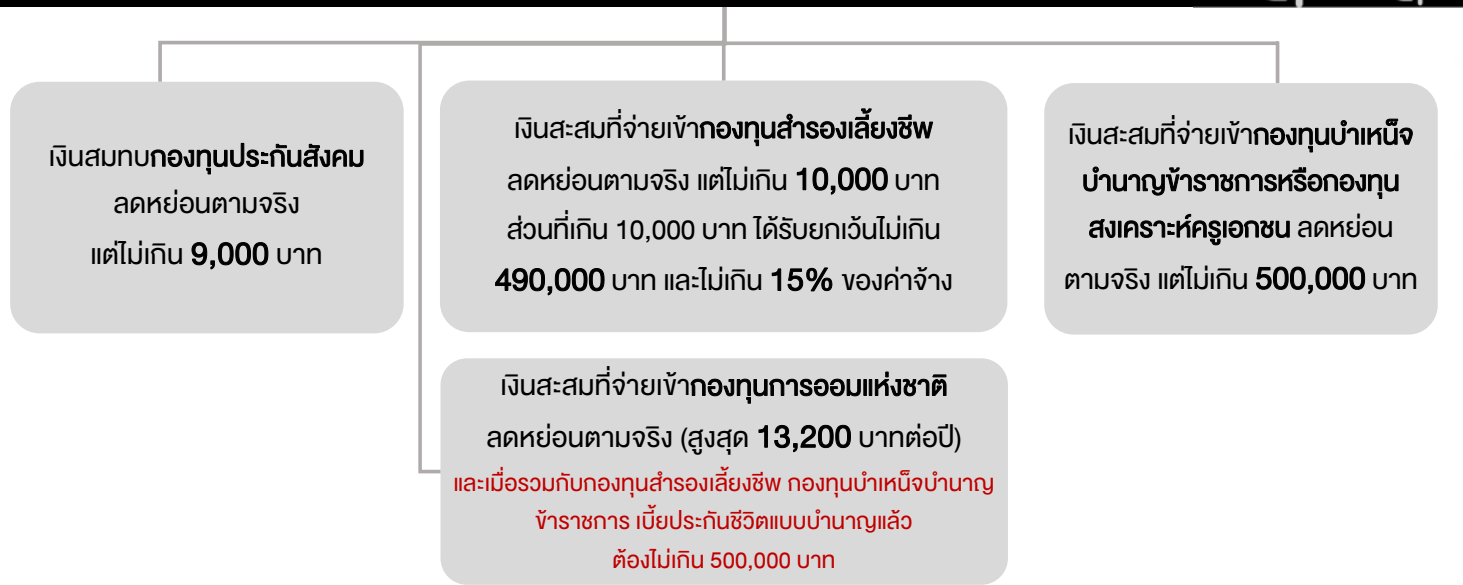 เงินสมทบกองทุนประกันสังคม
ลดหย่อนตามจริง
แต่ไม่เกิน 9,000 บาท
เงินสะสมที่จ่ายเข้ากองทุนสำรองเลี้ยงชีพ
ลดหย่อนตามจริง แต่ไม่เกิน 10,000 บาท
ส่วนที่เกิน 10,000 บาท ได้รับยกเว้นไม่เกิน
490,000 บาท และไม่เกิน 15% ของค่าจ้าง
เงินสะสมที่จ่ายเข้ากองทุนบำเหน็จ
บำนาญข้าราชการหรือกองทุน
สงเคราะห์ครูเอกชน ลดหย่อน
ตามจริง แต่ไม่เกิน 500,000 บาท
เงินสะสมที่จ่ายเข้ากองทุนการออมแห่งชาติ
ลดหย่อนตามจริง (สูงสุด 13,200 บาทต่อปี)
และเมื่อรวมกับกองทุนสำรองเลี้ยงชีพ กองทุนบำเหน็จบำนาญ
ข้าราชการ เบี้ยประกันชีวิตแบบบำนาญแล้ว
ต้องไม่เกิน 500,000 บาท